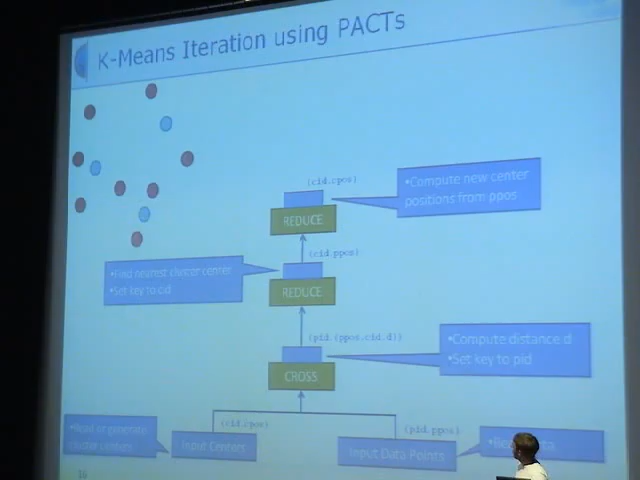 K-Means Iteration using PACTs
(cid,cpos)
•Compute new center
positions from ppos
REDUCE
(cid,ppos)
•Find nearest cluster center
•Set key to cid
REDUCE
(pid,(ppos,cid,d))
•Compute distance d
•Set key to pid
CROSS
(cid,cpos)
(pid,ppos)
•Read or generate
cluster centers
Input Centers
Input Data Points